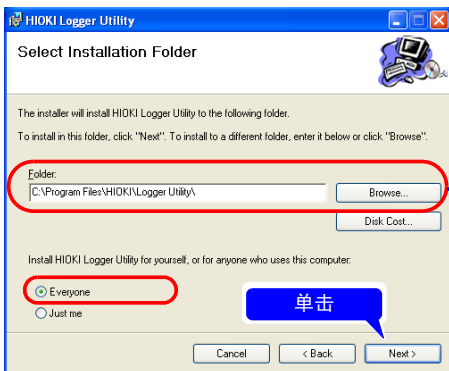 HIOKI Logger Utility
Select Installation Folder
The installer will install HIOKI Logger Utility to the following folder.
To install in this folder, click "Next". To install to a different folder, enter it below or click "Browse".
Folder:
C:\Program Files\HIOKI\Logger Utility\
Browse...
Disk Cost...
Install HIOKI Logger Utility for yourself, or for anyone who uses this computer:
Everyone
Just me
单击
Cancel
< Back
Next >